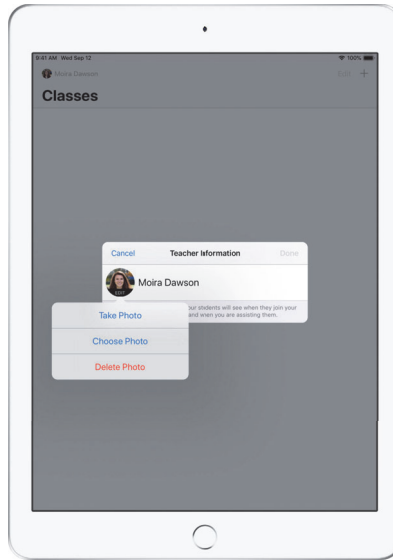 9:41 AM Wed Sep 12
100%
Moira Dawson
Edit
Classes
Cancel
Teacher Information
Done
EDIT
Moira Dawson
our students will see when they join your
and when you are assisting them.
Take Photo
Choose Photo
Delete Photo